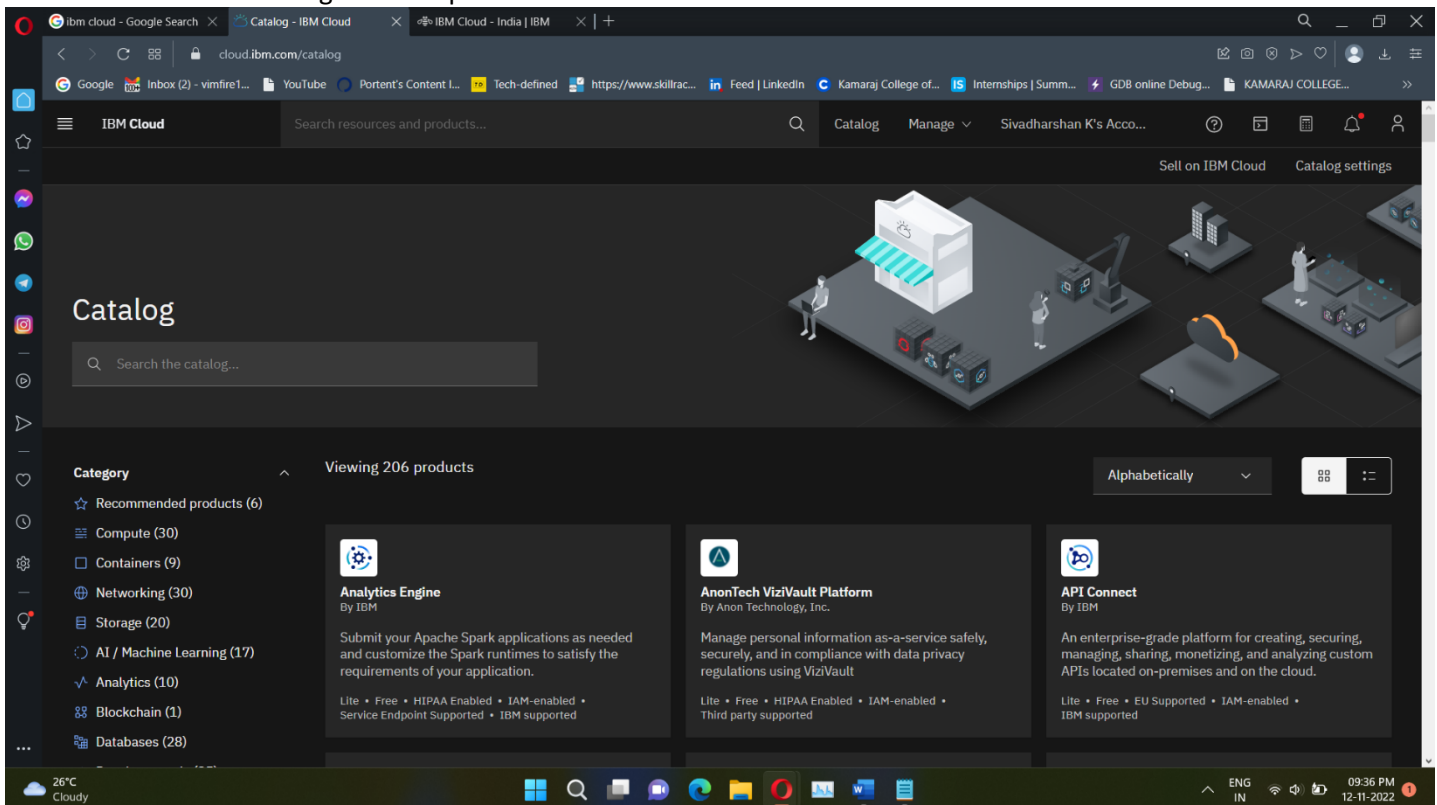 ibm cloud - Google Search
Catalog - IBM Cloud
IBM Cloud - India | IBM
cloud.ibm.com/catalog
Google
Inbox (2) - vimfire1...
YouTube
Portent's Content I...
Tech-defined
https://www.skillrac...
Feed | LinkedIn
Kamaraj College of...
Internships | Summ...
GDB online Debug...
KAMARAJ COLLEGE...
IBM Cloud
Search resources and products...
Catalog
Manage
Sivadharshan K's Acco...
Sell on IBM Cloud
Catalog settings
Catalog
Search the catalog...
Category
Recommended products (6)
Compute (30)
Containers (9)
Networking (30)
Storage (20)
AI / Machine Learning (17)
Analytics (10)
Blockchain (1)
Databases (28)
Viewing 206 products
Alphabetically
Analytics Engine
By IBM
Submit your Apache Spark applications as needed
and customize the Spark runtimes to satisfy the
requirements of your application.
Lite • Free • HIPAA Enabled • IAM-enabled •
Service Endpoint Supported • IBM supported
AnonTech ViziVault Platform
By Anon Technology, Inc.
Manage personal information as-a-service safely,
securely, and in compliance with data privacy
regulations using ViziVault
Lite • Free • HIPAA Enabled • IAM-enabled •
Third party supported
API Connect
By IBM
An enterprise-grade platform for creating, securing,
managing, sharing, monetizing, and analyzing custom
APIs located on-premises and on the cloud.
Lite • Free • EU Supported • IAM-enabled •
IBM supported
26°C
Cloudy
ENG
IN
09:36 PM
12-11-2022
1